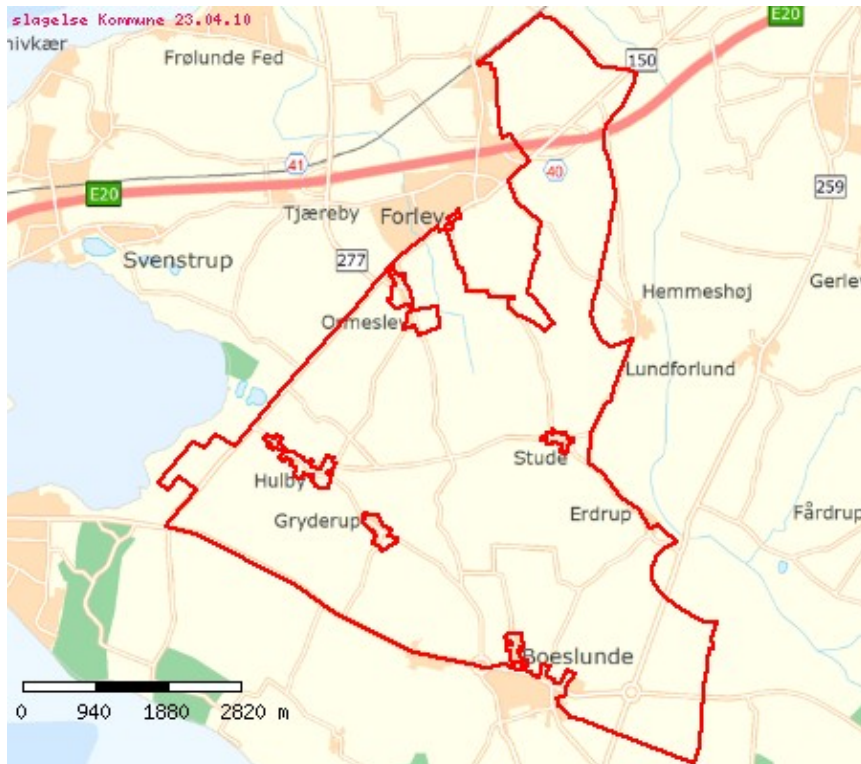 slagelse Kommune 23.04.10
E20
nivkær
Frølunde Fed
150
41
40
259
E20
Tjæreby
Forlev
277
Svenstrup
Hemmeshøj
Gerlev
Ormeslev
Lundforlund
Stude
Hulby
Gryderup
Erdrup
Fårdrup
Boeslunde
0 940 1880 2820 m